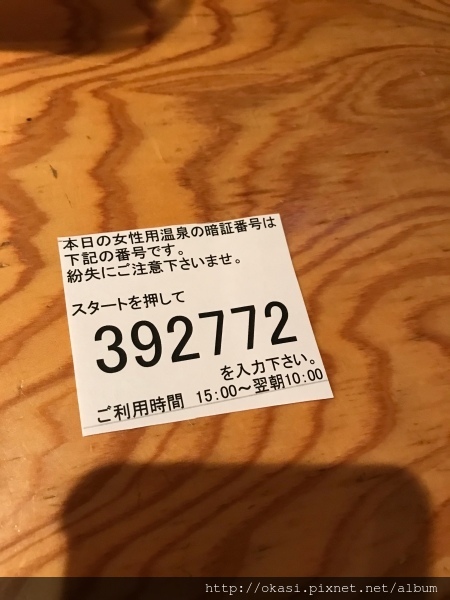 本日の女性用温泉の暗証番号は
下記の番号です。
紛失にご注意下さいませ。
スタートを押して
392772
を入力下さい。
ご利用時間 15:00～翌朝10:00
http://okasi.pixnet.net/album